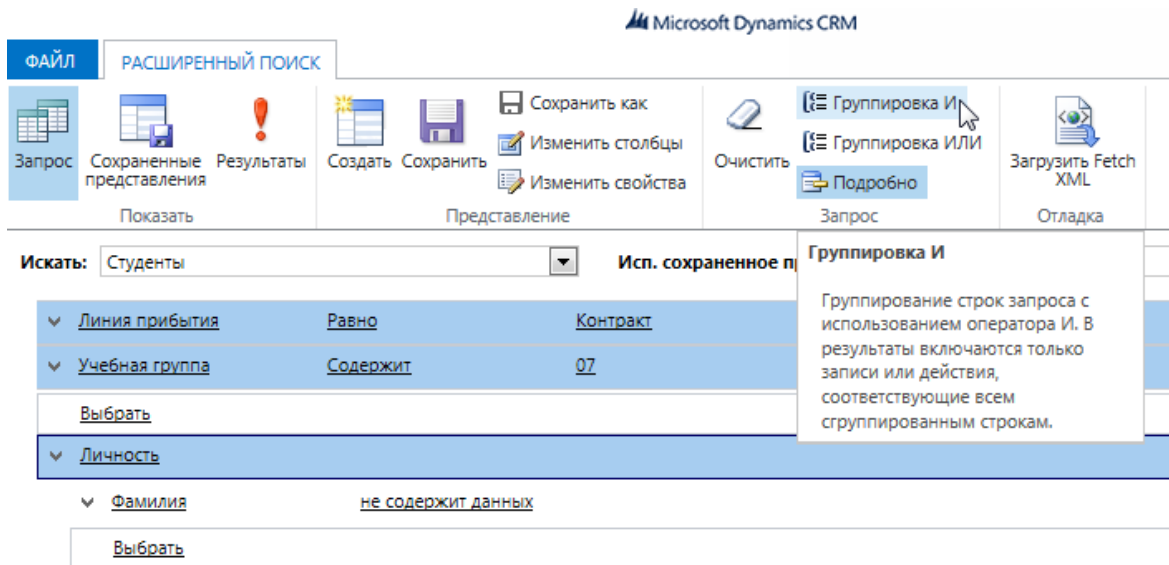 Microsoft Dynamics CRM
ФАЙЛ РАСШИРЕННЫЙ ПОИСК
Запрос
Сохраненные представления
Результаты
Создать
Сохранить
Сохранить как
Изменить столбцы
Изменить свойства
Очистить
Группировка И
Группировка ИЛИ
Подробно
Загрузить Fetch XML
Показать Представление Запрос Отладка
Искать: Студенты Исп. сохраненное
Группировка И
Группирование строк запроса с
использованием оператора И. В
результаты включаются только
записи или действия,
соответствующие всем
сгруппированным строкам.
Линия прибытия Равно Контракт
Учебная группа Содержит 07
Выбрать
Личность
Фамилия не содержит данных
Выбрать